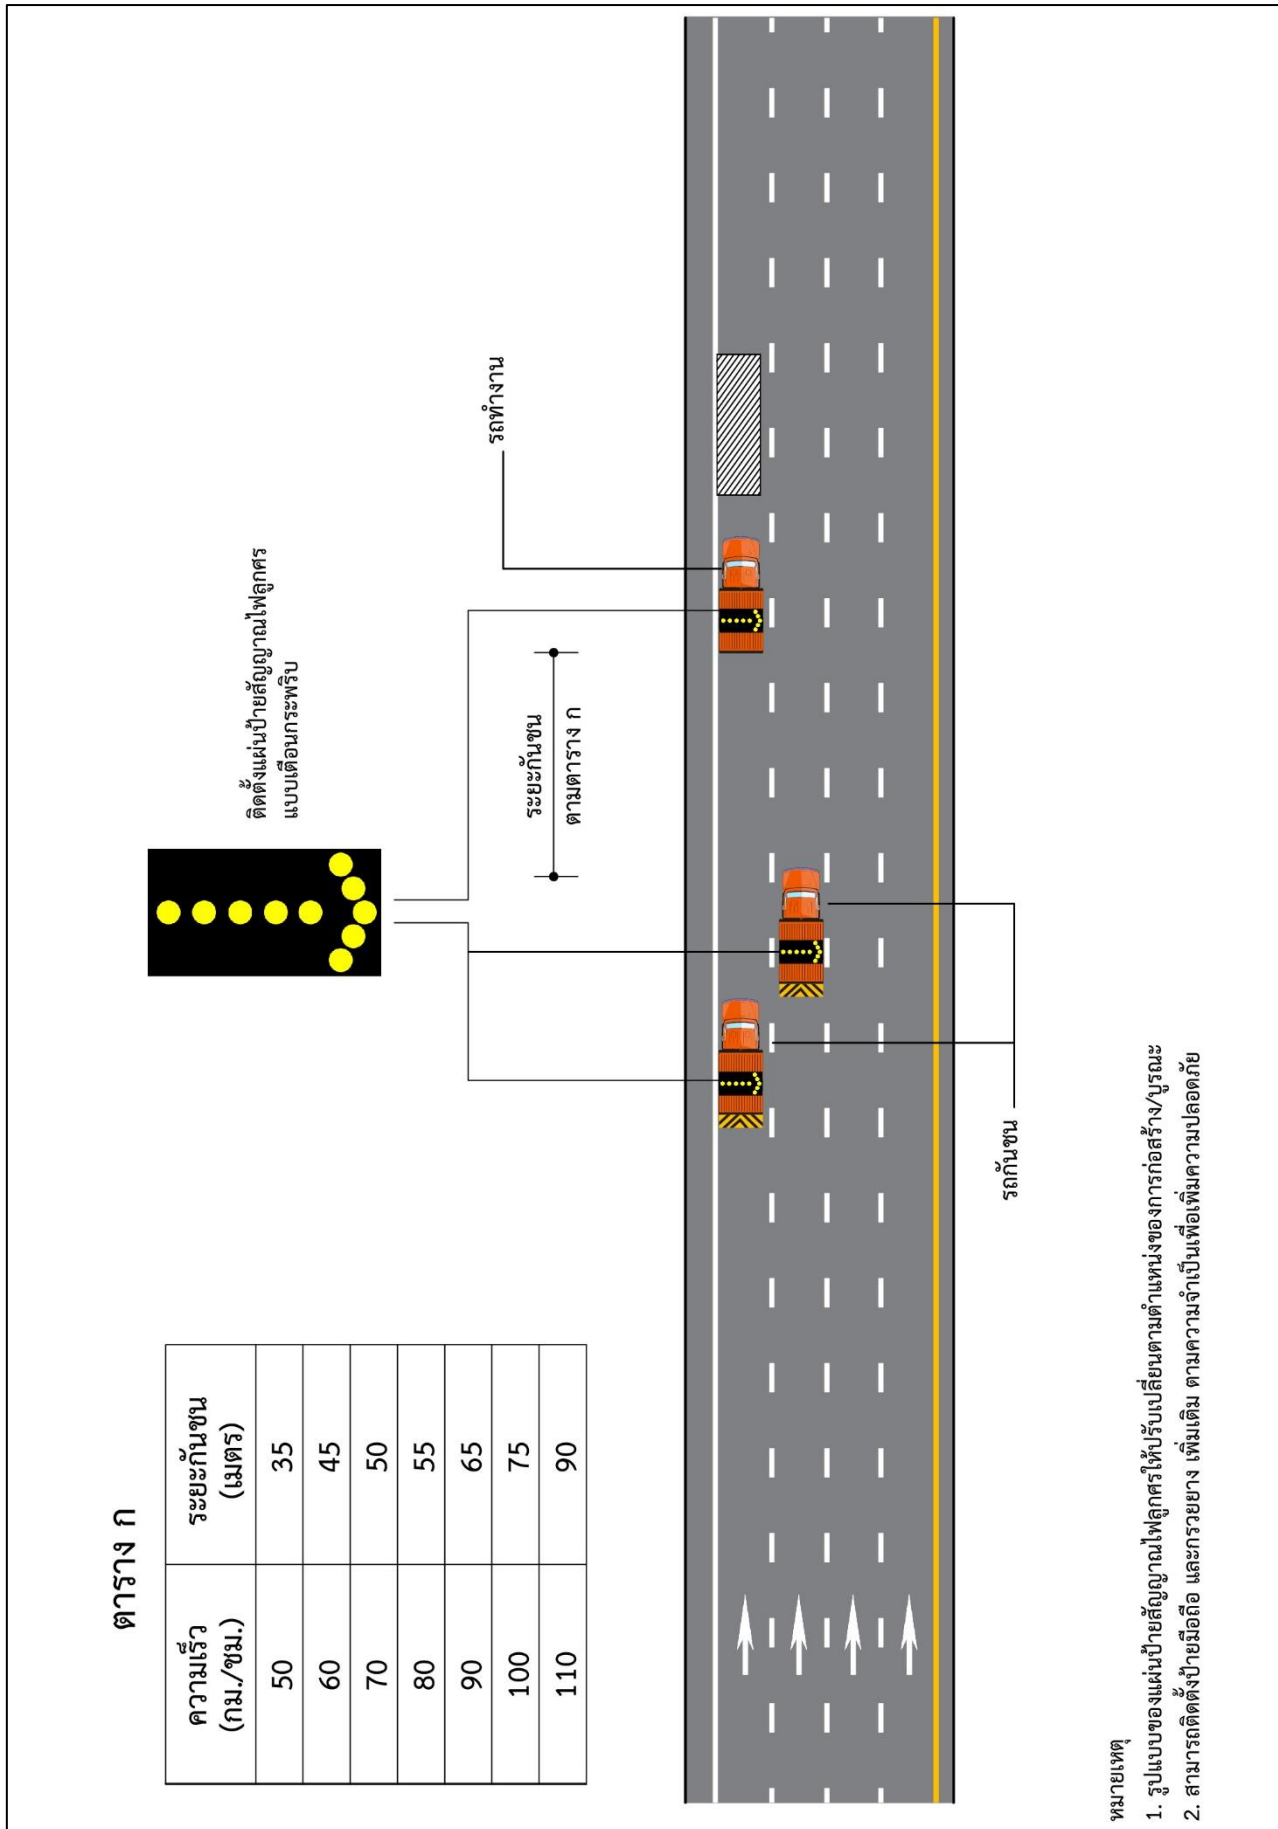 ตาราง ก
ความเร็ว
(กม./ชม.)
ระยะกันชน
(เมตร)
50 35
60 45
70 50
80 55
90 65
100 75
110 90
ติดตั้งแผ่นป้ายสัญญาณไฟลูกศร
แบบเตือนกระพริบ
รถทำงาน
ระยะกันชน
ตามตาราง ก
รถกันชน
หมายเหตุ
1. รูปแบบของแผ่นป้ายสัญญาณไฟลูกศรให้ปรับเปลี่ยนตามตำแหน่งของการก่อสร้าง/บูรณะ
2. สามารถติดตั้งป้ายมือถือ และกรวยยาง เพิ่มเติม ตามความจำเป็นเพื่อเพิ่มความปลอดภัย